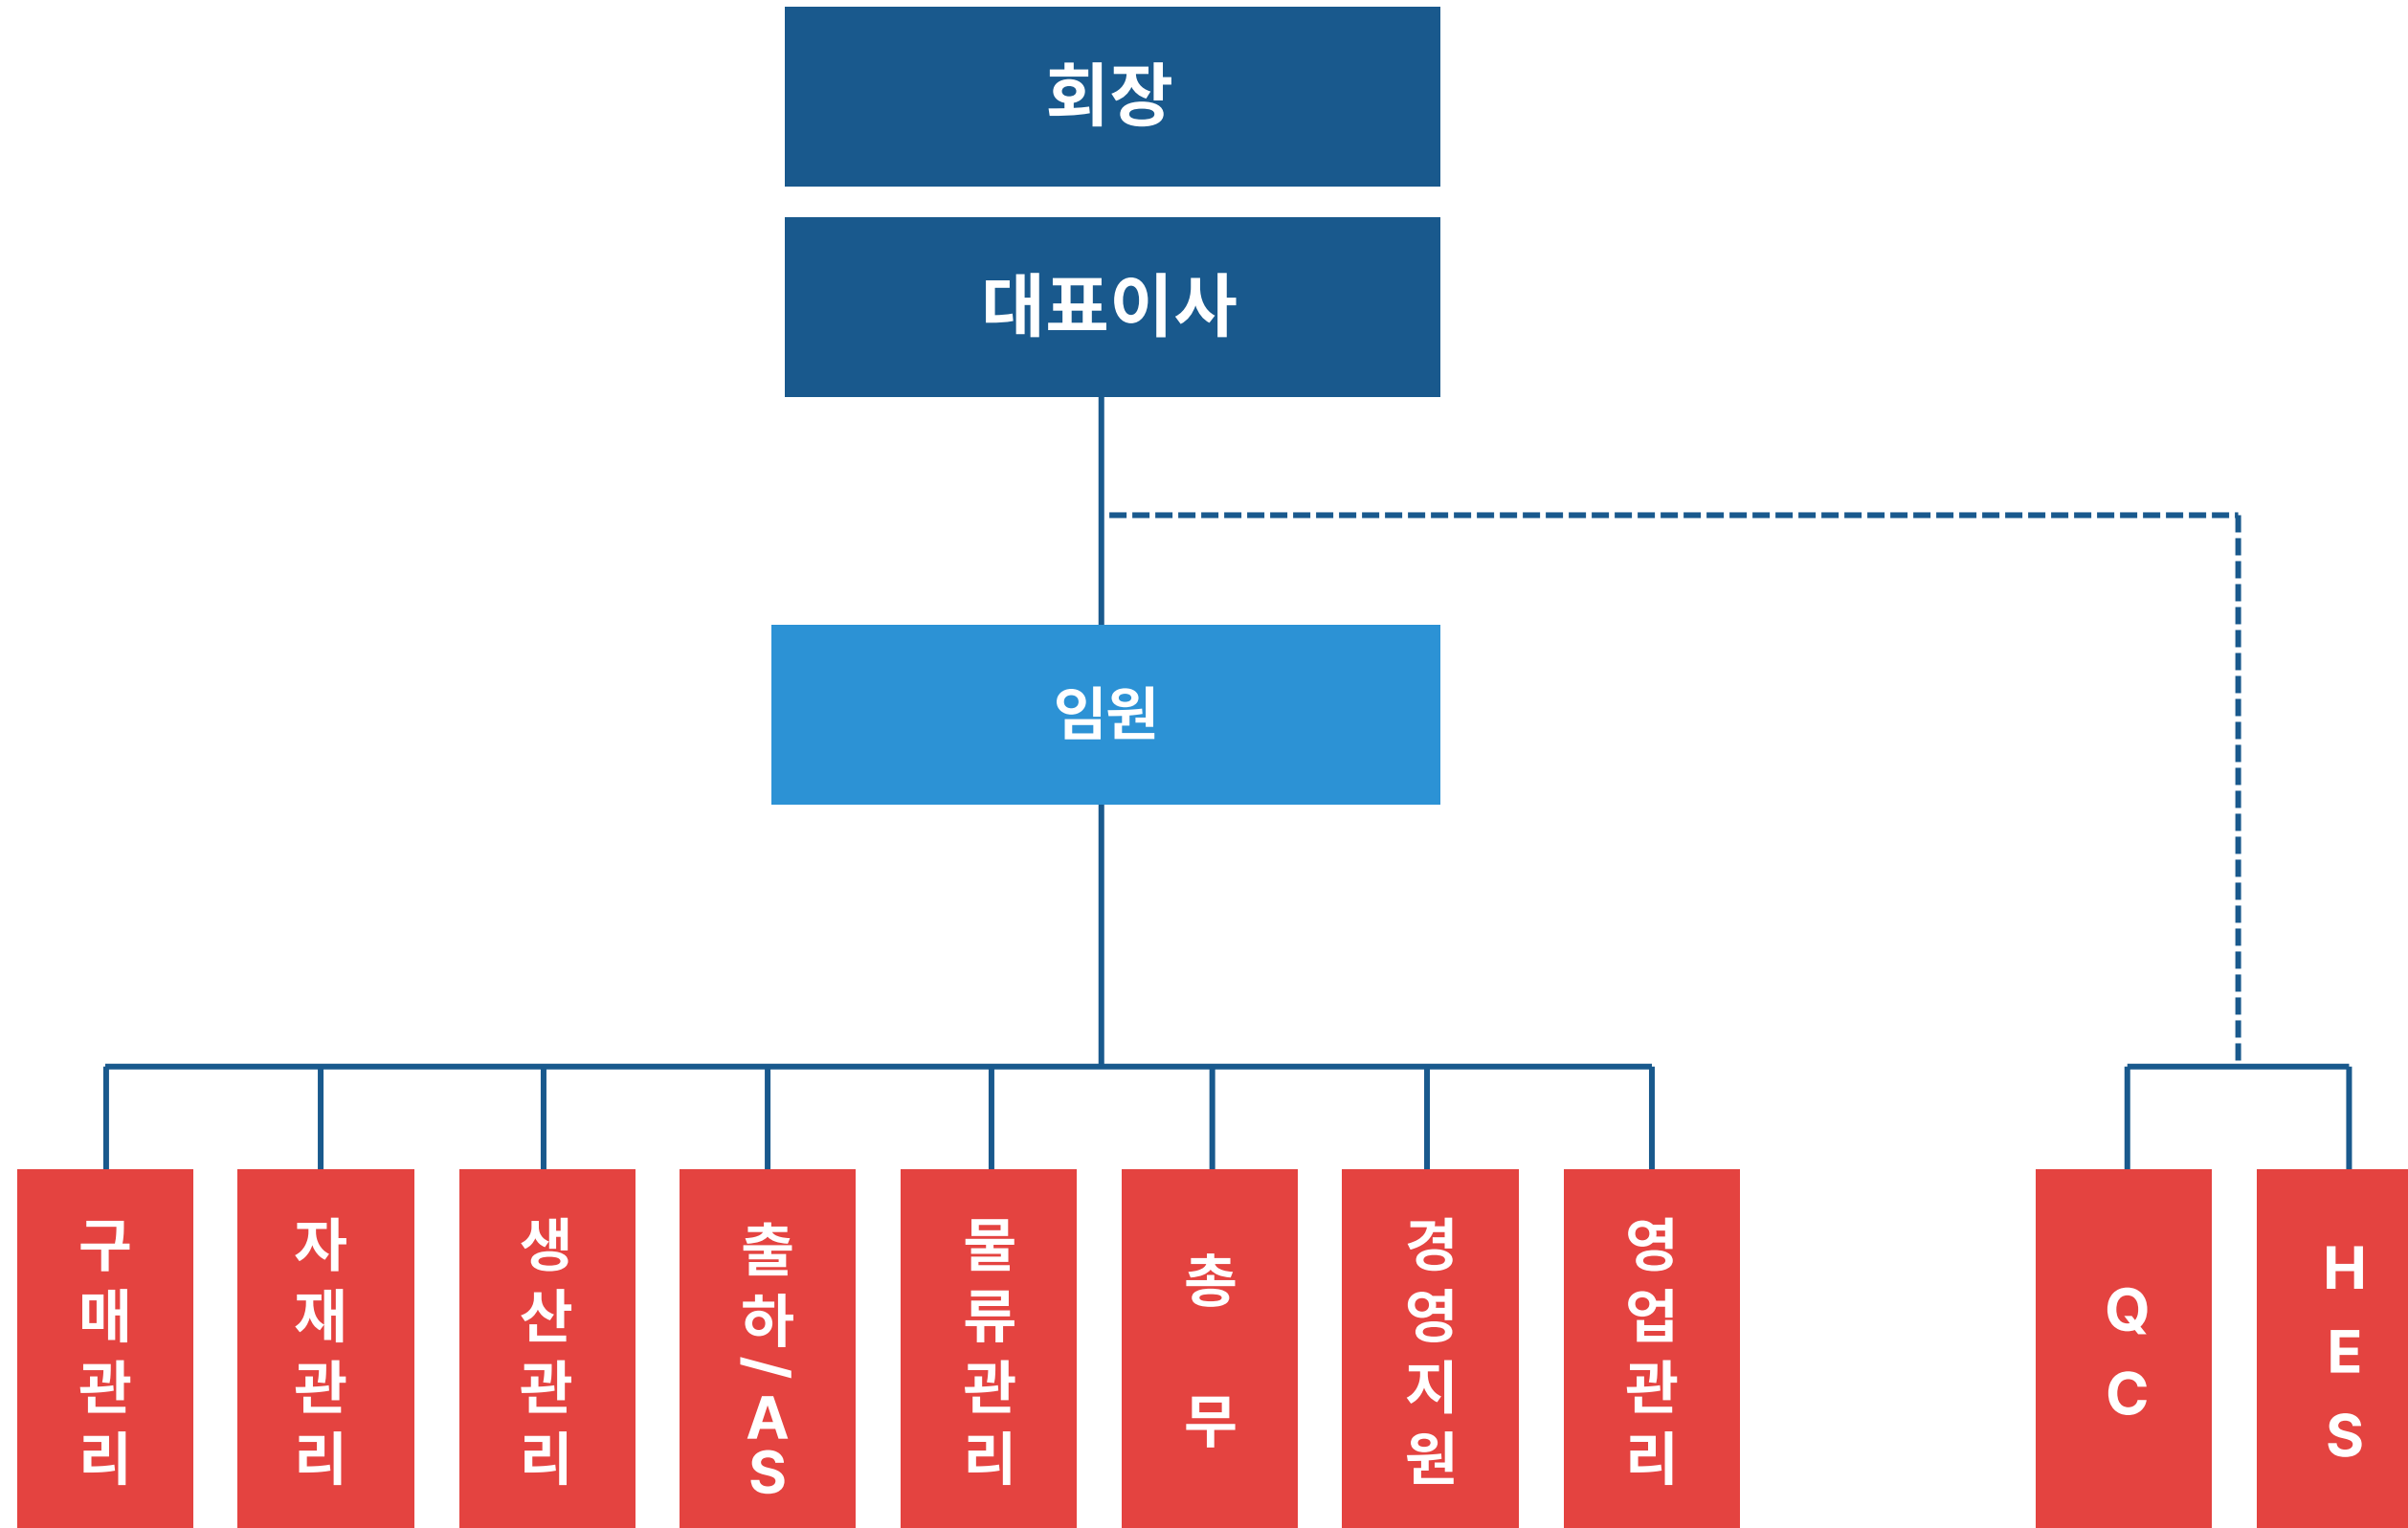 회장
대표이사
임원
구매관리
자재관리
생산관리
출하/AS
물류관리
총무
경영지원
영업관리
QC
HES